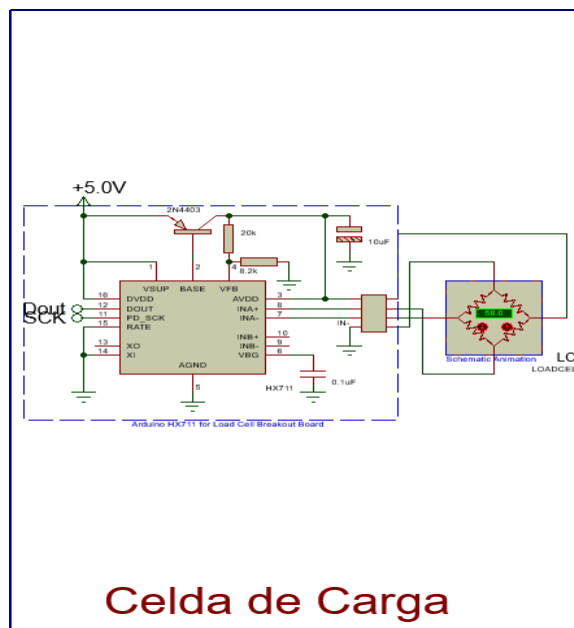 +5.0V
2N4403
20k
10uF
8.2k
1
2
4
VSUP
BASE
VFB
16
DVDD
AVDD
3
Dout
12
DOUT
INA+
8
SCK
11
PD_SCK
INA-
7
15
RATE
IN-
INB+
10
13
XO
INB-
9
14
XI
VBG
6
AGND
5
HX711
0.1uF
58.0
Schematic Animation
LOADCEL
Arduino HX711 for Load Cell Breakout Board
Celda de Carga